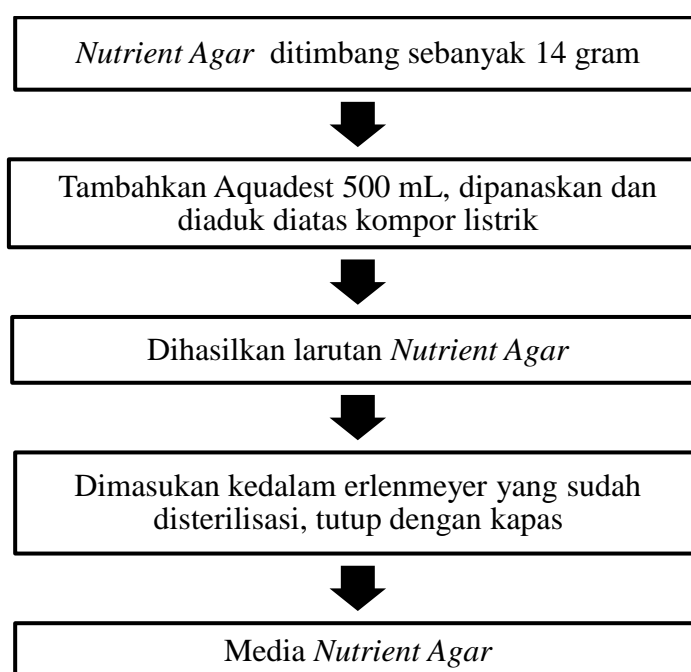 Nutrient Agar ditimbang sebanyak 14 gram
Tambahkan Aquadest 500 mL, dipanaskan dan
diaduk diatas kompor listrik
Dihasilkan larutan Nutrient Agar
Dimasukan kedalam erlenmeyer yang sudah
disterilisasi, tutup dengan kapas
Media Nutrient Agar